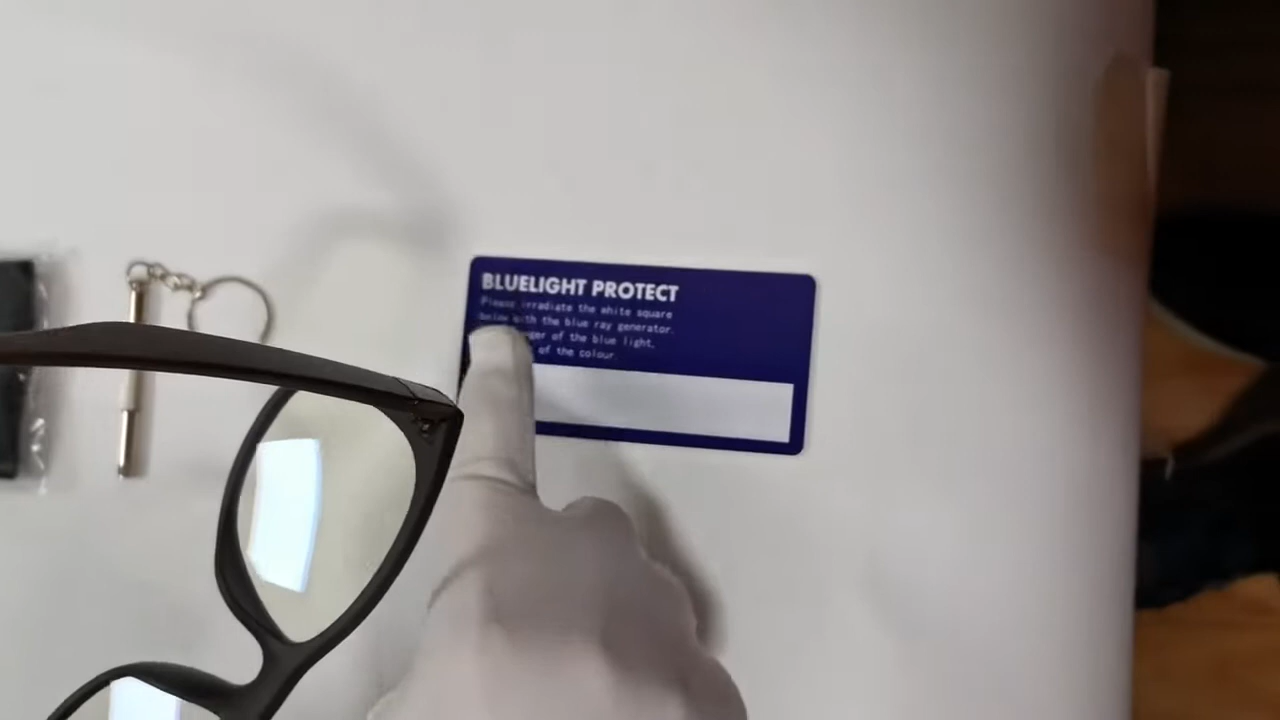 BLUELIGHT PROTECT
Please irradiate the white square
below with the blue ray generator.
of the blue light,
of the colour.